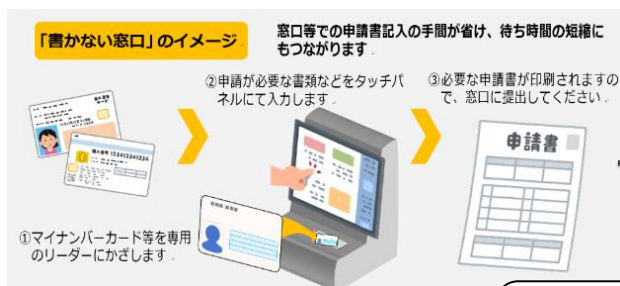 「書かない窓口」のイメージ
窓口等での申請書記入の手間が省け、待ち時間の短縮に
もつながります
②申請が必要な書類などをタッチパ
ネルにて入力します
③必要な申請書が印刷されますの
で、窓口に提出してください
個人番号 123412341234
申請書
①マイナンバーカード等を専用
のリーダーにかざします